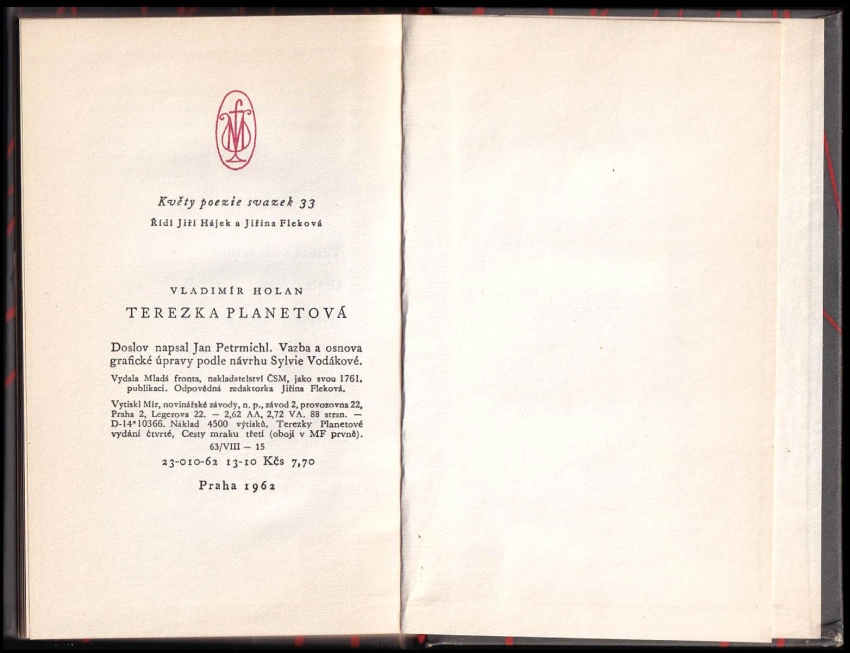 Květy poezie svazek 33
Řídí Jiří Hájek a Jiřina Fleková
VLADIMÍR HOLAN
TEREZKA PLANETOVÁ
Doslov napsal Jan Petrmichl. Vazba a osnova
grafické úpravy podle návrhu Sylvie Vodákové.
Vydala Mladá fronta, nakladatelství ČSM, jako svou 1761.
publikaci. Odpovědná redaktorka Jiřina Fleková.
Vytiskl Mír, novinářské závody, n. p., závod 2, provozovna 22,
Praha 2, Legerova 22. — 2,62 AA, 2,72 VA. 88 stran. —
D-14*10366. Náklad 4500 výtisků. Terezky Planetové
vydání čtvrté, Cesty mraku třetí (obojí v MF prvně).
63/VIII — 15
23-010-62 13-10 Kčs 7,70
Praha 1962